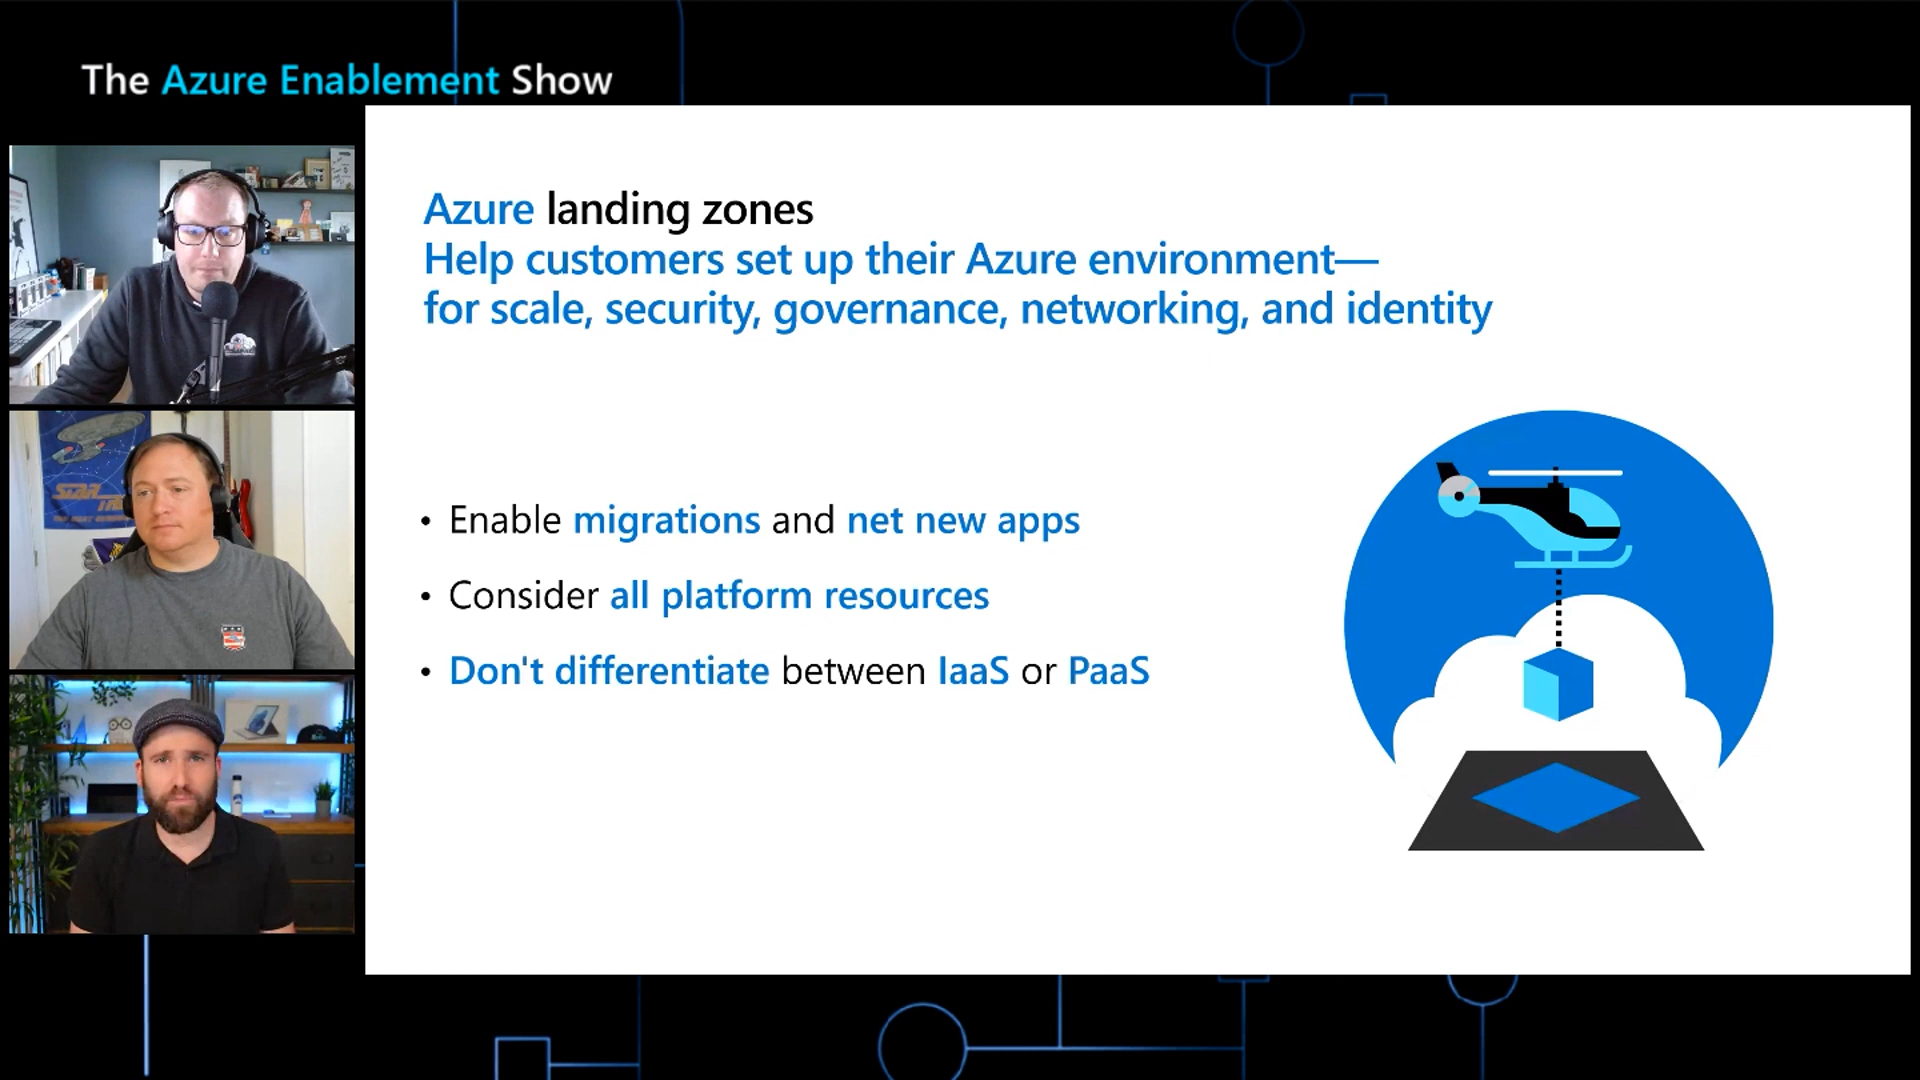 The Azure Enablement Show
Azure landing zones
Help customers set up their Azure environment—
for scale, security, governance, networking, and identity
• Enable migrations and net new apps
• Consider all platform resources
• Don't differentiate between IaaS or PaaS